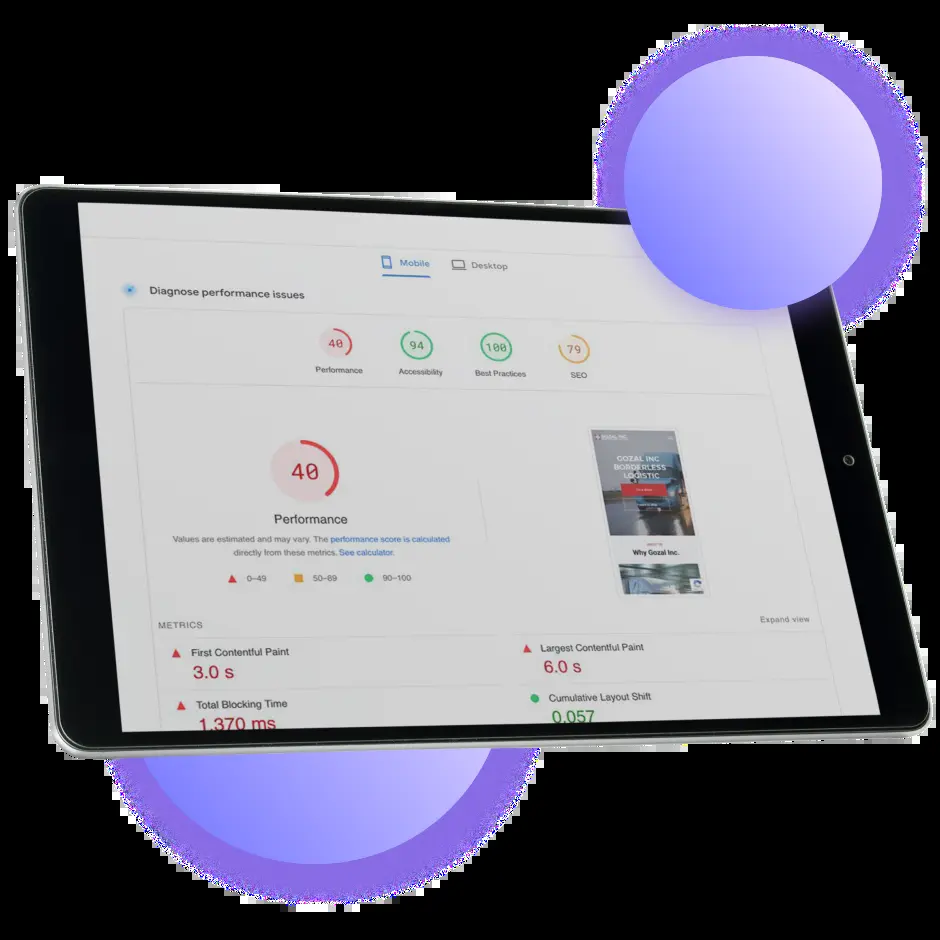 Mobile
Desktop
Diagnose performance issues
40
94
100
79
Performance
Accessibility
Best Practices
SEO
40
Performance
Values are estimated and may vary. The performance score is calculated
directly from these metrics. See calculator.
0–49
50–89
90–100
GOZAL INC
BORDERLESS
LOGISTIC
Why Gozal Inc.
METRICS
Expand view
First Contentful Paint
3.0 s
Largest Contentful Paint
6.0 s
Total Blocking Time
1,370 ms
Cumulative Layout Shift
0.057